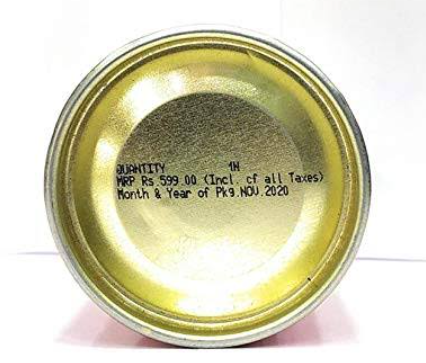 QUANTITY 1N
MRP Rs 599.00 (Incl. of all Taxes)
Month & Year of Pkg.NOV.2020